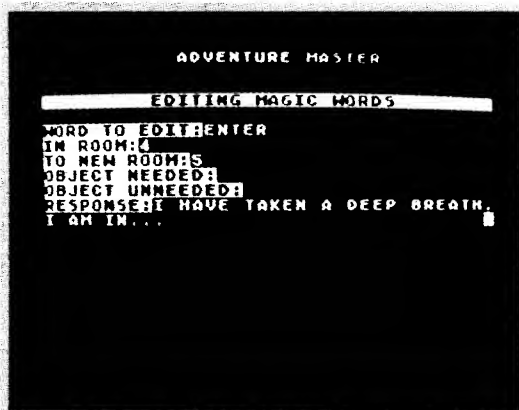 ADVENTURE MASTER
EDITING MAGIC WORDS
WORD TO EDIT:ENTER
IN ROOM:4
TO NEW ROOM:5
OBJECT NEEDED:
OBJECT UNNEEDED:
RESPONSE:I HAVE TAKEN A DEEP BREATH.
I AM IN...